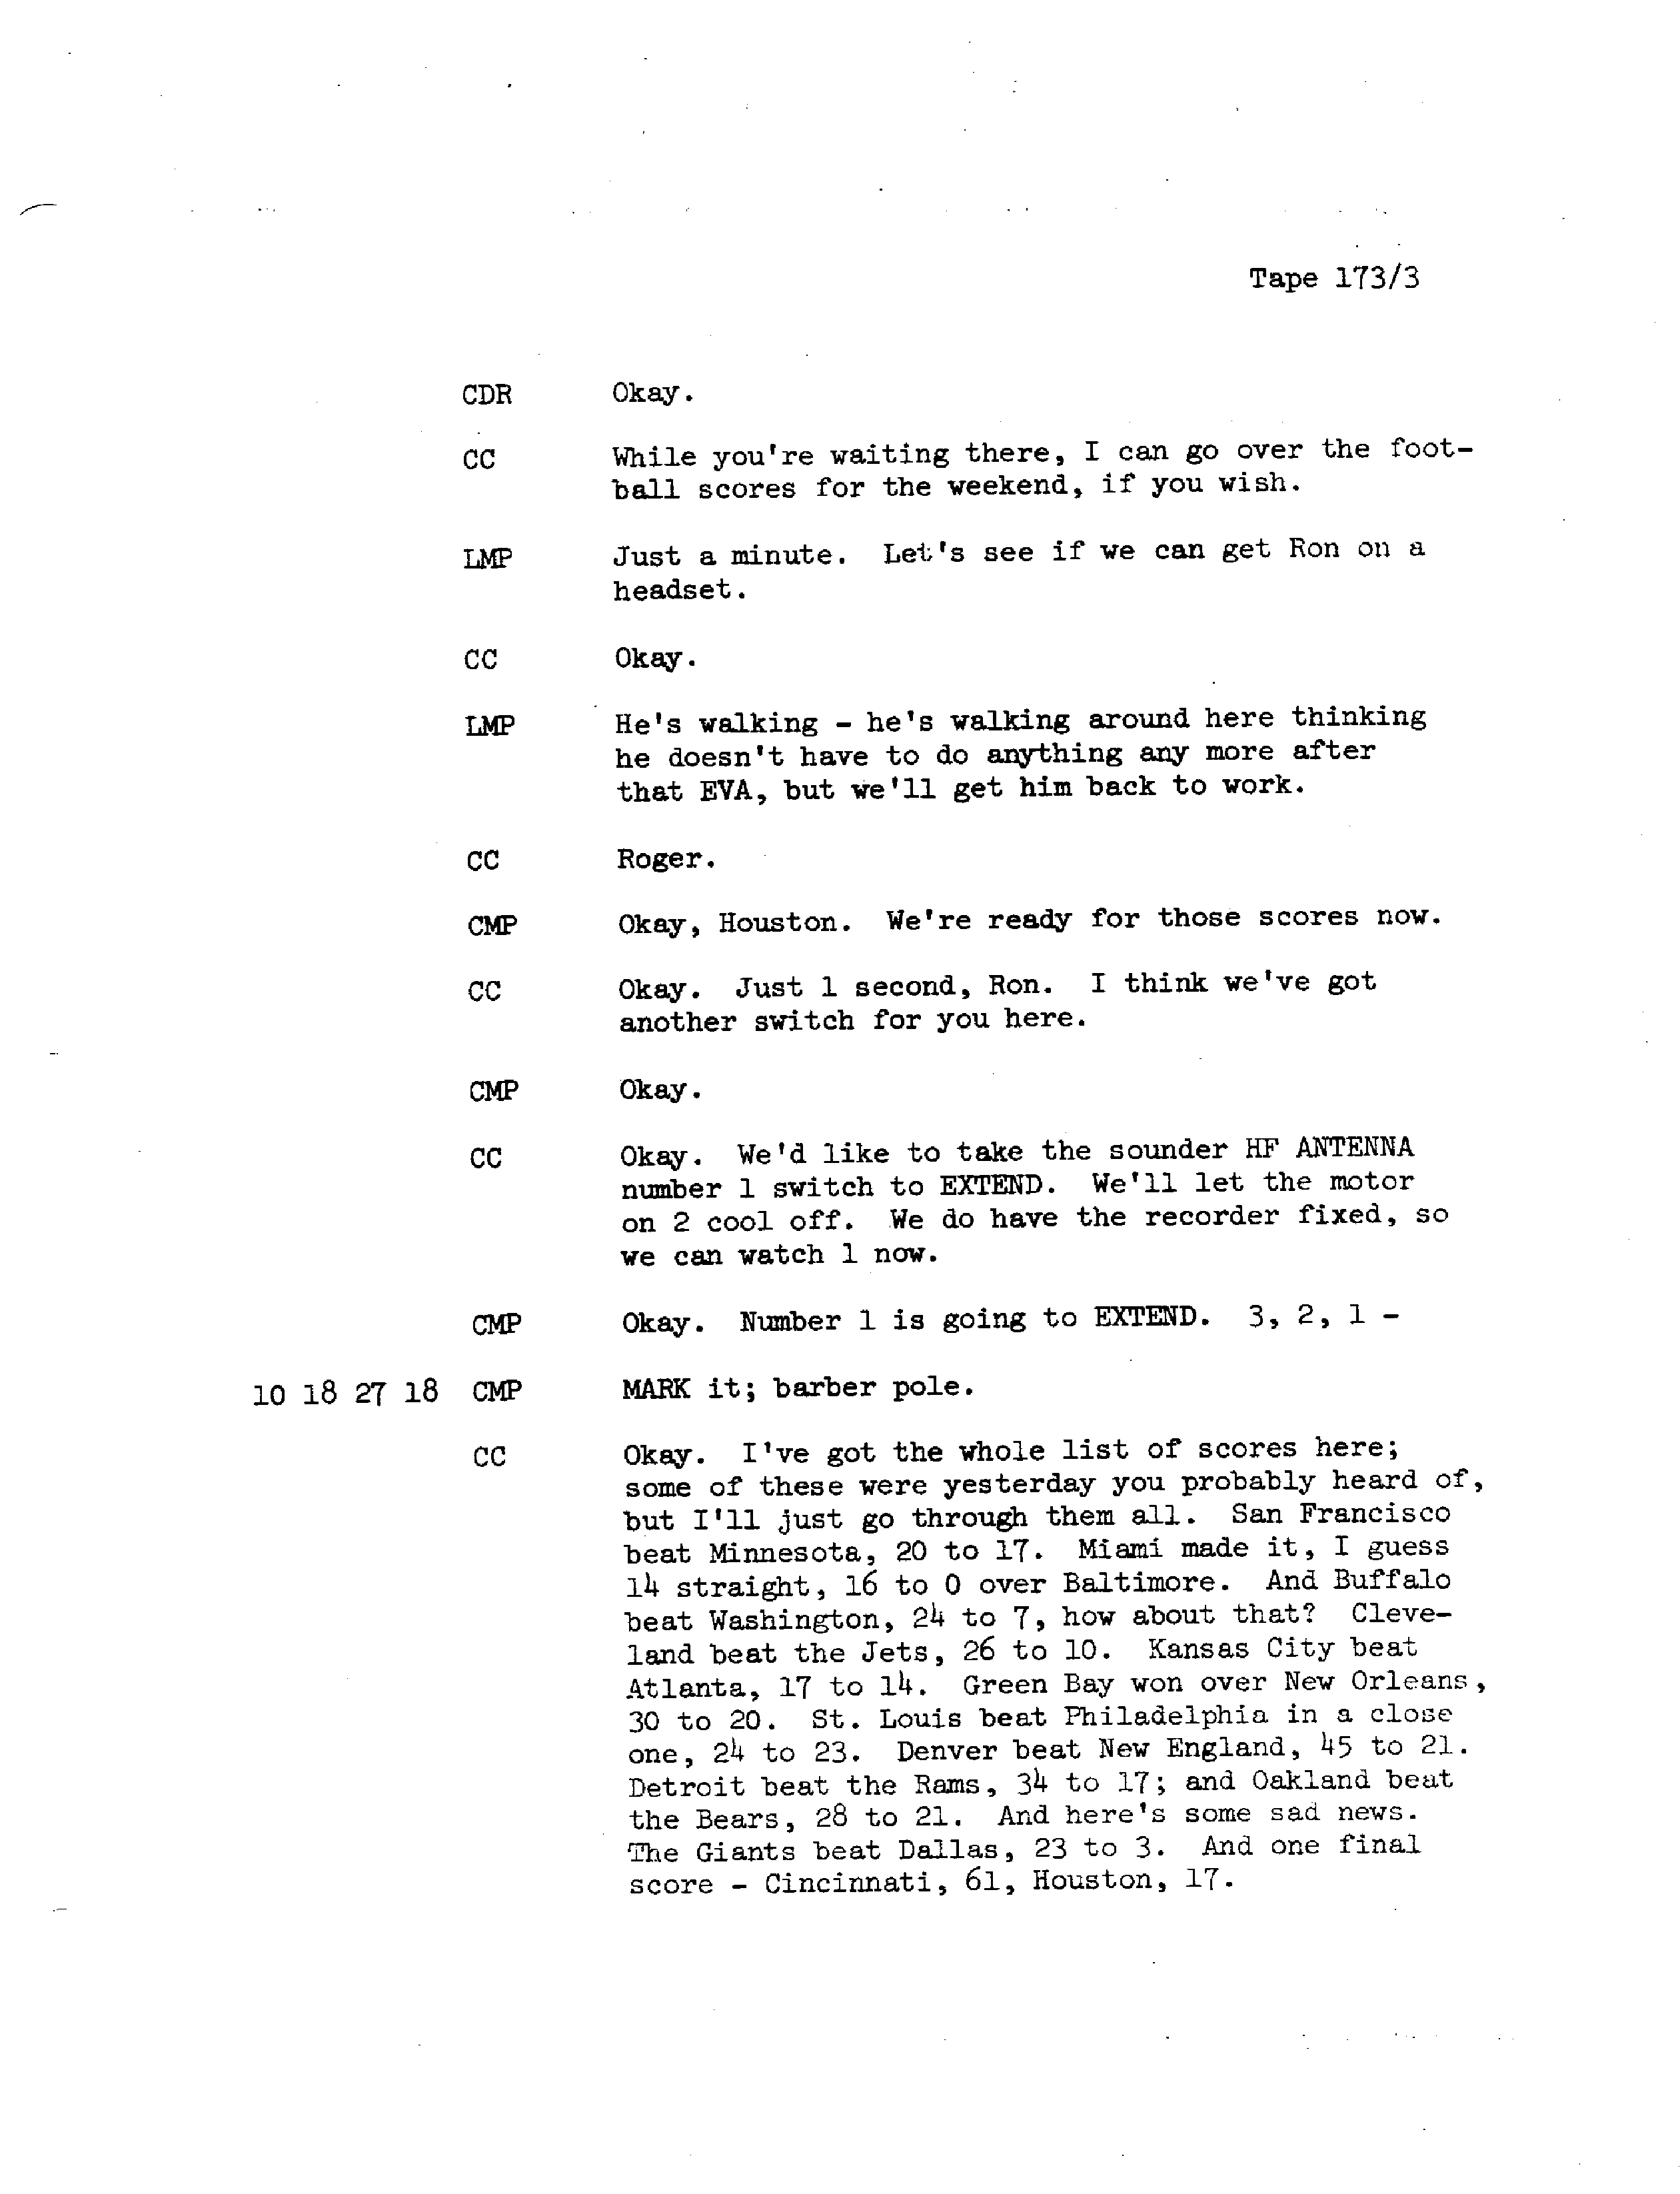 Tape 173/3
CDR Okay.
CC While you're waiting there, I can go over the foot-
ball scores for the weekend, if you wish.
LMP Just a minute. Let's see if we can get Ron on a
headset.
CC Okay.
LMP He's walking - he's walking around here thinking
he doesn't have to do anything any more after
that EVA, but we'll get him back to work.
CC Roger.
CMP Okay, Houston. We're ready for those scores now.
CC Okay. Just 1 second, Ron. I think we've got
another switch for you here.
CMP Okay.
CC Okay. We'd like to take the sounder HF ANTENNA
number 1 switch to EXTEND. We'll let the motor
on 2 cool off. We do have the recorder fixed, so
we can watch 1 now.
CMP Okay. Number 1 is going to EXTEND. 3, 2, 1 -
10 18 27 18 CMP MARK it; barber pole.
CC Okay. I've got the whole list of scores here;
some of these were yesterday you probably heard of,
but I'll just go through them all. San Francisco
beat Minnesota, 20 to 17. Miami made it, I guess
14 straight, 16 to 0 over Baltimore. And Buffalo
beat Washington, 24 to 7, how about that? Cleve-
land beat the Jets, 26 to 10. Kansas City beat
Atlanta, 17 to 14. Green Bay won over New Orleans,
30 to 20. St. Louis beat Philadelphia in a close
one, 24 to 23. Denver beat New England, 45 to 21.
Detroit beat the Rams, 34 to 17; and Oakland beat
the Bears, 28 to 21. And here's some sad news.
The Giants beat Dallas, 23 to 3. And one final
score - Cincinnati, 61, Houston, 17.